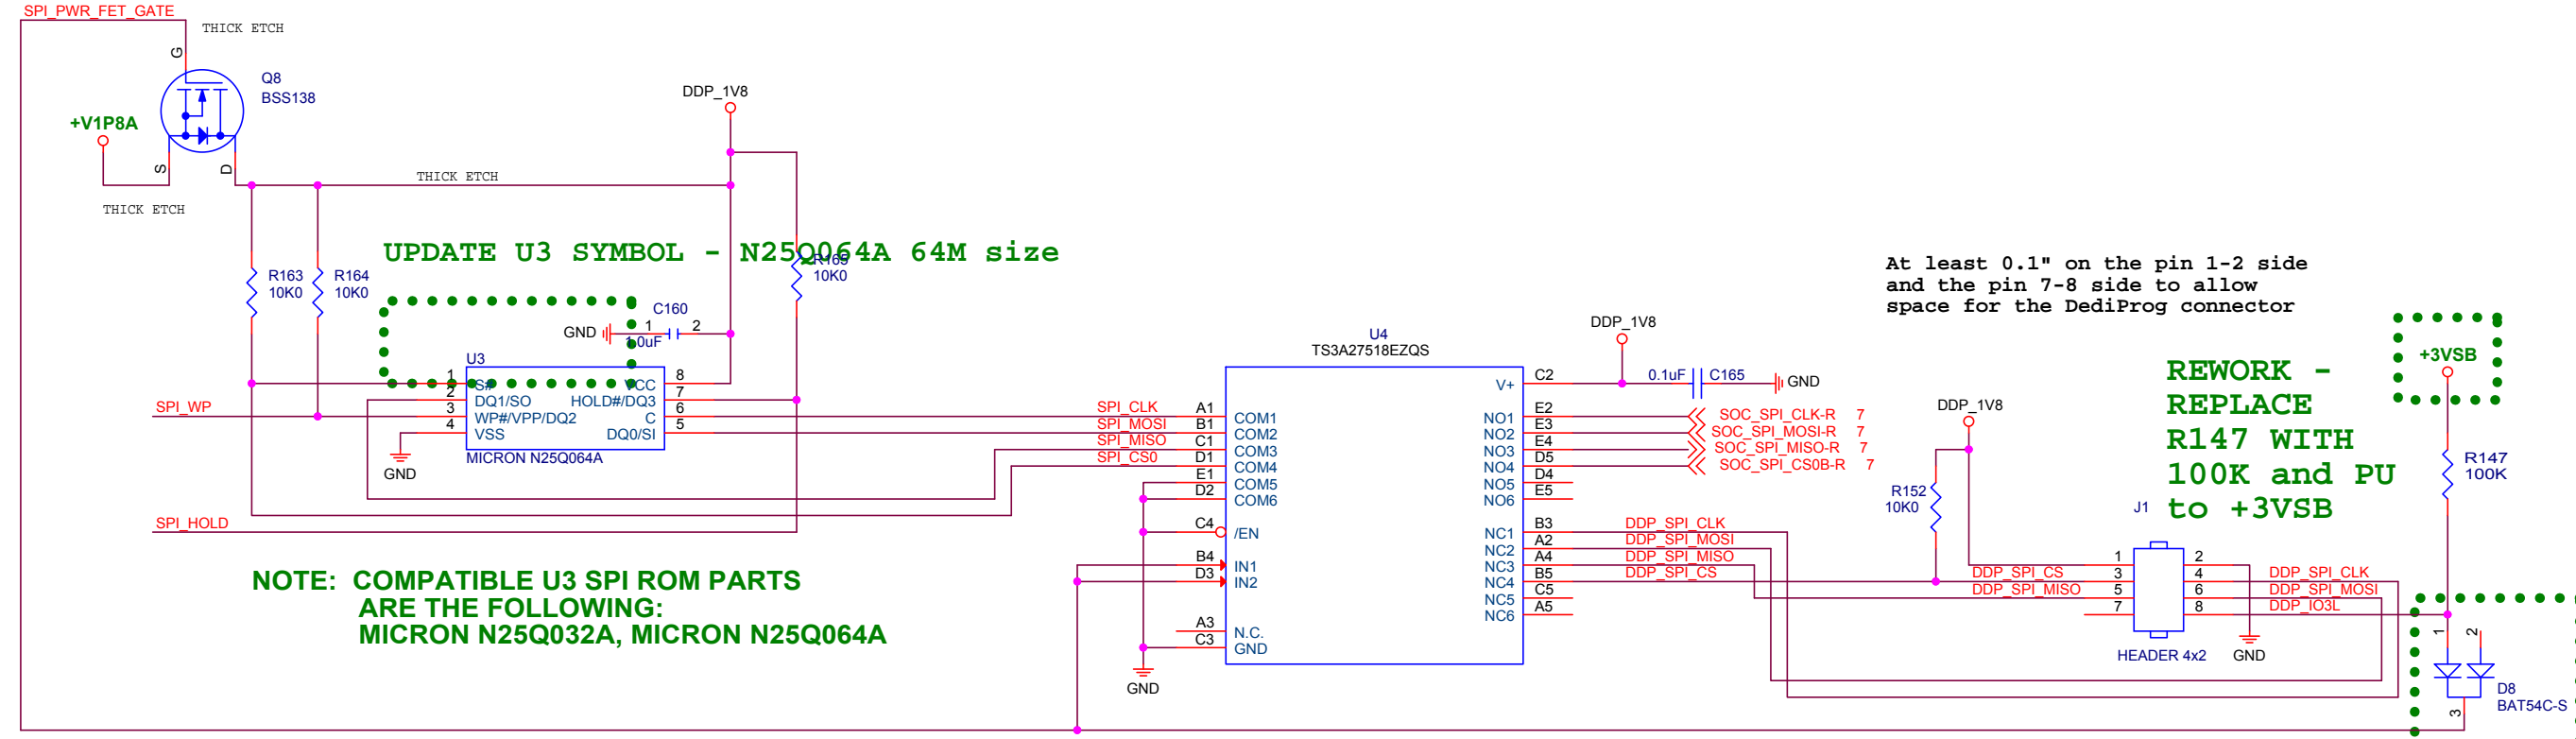 SPI_PWR_FET_GATE
THICK ETCH
G
Q8
BSS138
+V1P8A
S
D
THICK ETCH
THICK ETCH
DDP_1V8
UPDATE U3 SYMBOL - N25Q064A 64M size
R163
10K0
R164
10K0
R165
10K0
C160
GND
1
2
1.0uF
U3
1
2
3
4
S#
DQ1/SO
WP#/VPP/DQ2
VSS
VCC
HOLD#/DQ3
C
DQ0/SI
8
7
6
5
MICRON N25Q064A
GND
SPI_WP
SPI_HOLD
NOTE: COMPATIBLE U3 SPI ROM PARTS
ARE THE FOLLOWING:
MICRON N25Q032A, MICRON N25Q064A
SPI_CLK
SPI_MOSI
SPI_MISO
SPI_CS0
U4
TS3A27518EZQS
A1
B1
C1
D1
E1
D2
C4
B4
D3
A3
C3
COM1
COM2
COM3
COM4
COM5
COM6
/EN
IN1
IN2
N.C.
GND
GND
V+
NO1
NO2
NO3
NO4
NO5
NO6
NC1
NC2
NC3
NC4
NC5
NC6
C2
E2
E3
E4
D5
D4
E5
B3
A2
A4
B5
C5
A5
DDP_1V8
0.1uF
C165
GND
SOC_SPI_CLK-R 7
SOC_SPI_MOSI-R 7
SOC_SPI_MISO-R 7
SOC_SPI_CS0B-R 7
DDP_SPI_CLK
DDP_SPI_MOSI
DDP_SPI_MISO
DDP_SPI_CS
At least 0.1" on the pin 1-2 side
and the pin 7-8 side to allow
space for the DediProg connector
DDP_1V8
R152
10K0
J1
DDP_SPI_CS
DDP_SPI_MISO
1
3
5
7
2
4
6
8
HEADER 4x2
GND
DDP_SPI_CLK
DDP_SPI_MOSI
DDP_IO3L
REWORK -
REPLACE
R147 WITH
100K and PU
to +3VSB
+3VSB
R147
100K
1
2
3
D8
BAT54C-S